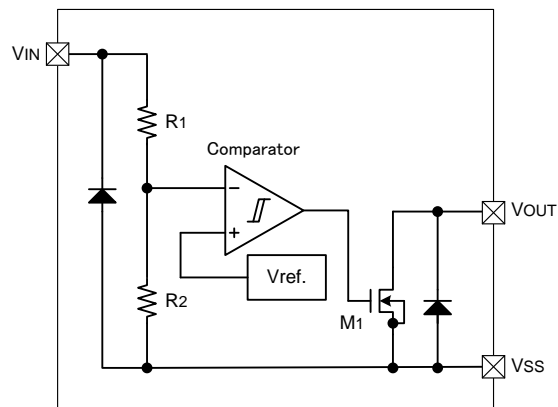 VIN
R1
Comparator
−
+
VOUT
Vref.
R2
M1
VSS